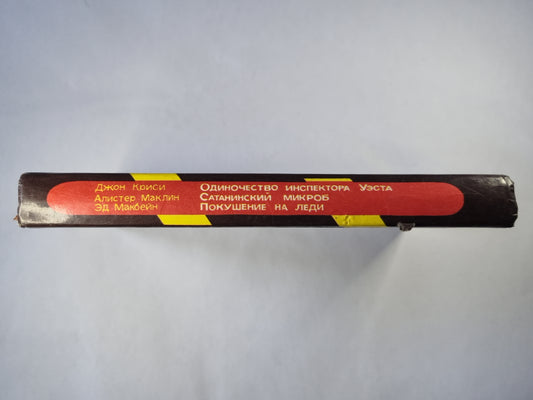 Джон Криси Одиночество инспектора Уэста
Алистер Маклин Сатанинский микроб
Эд Макбейн Покушение на леди